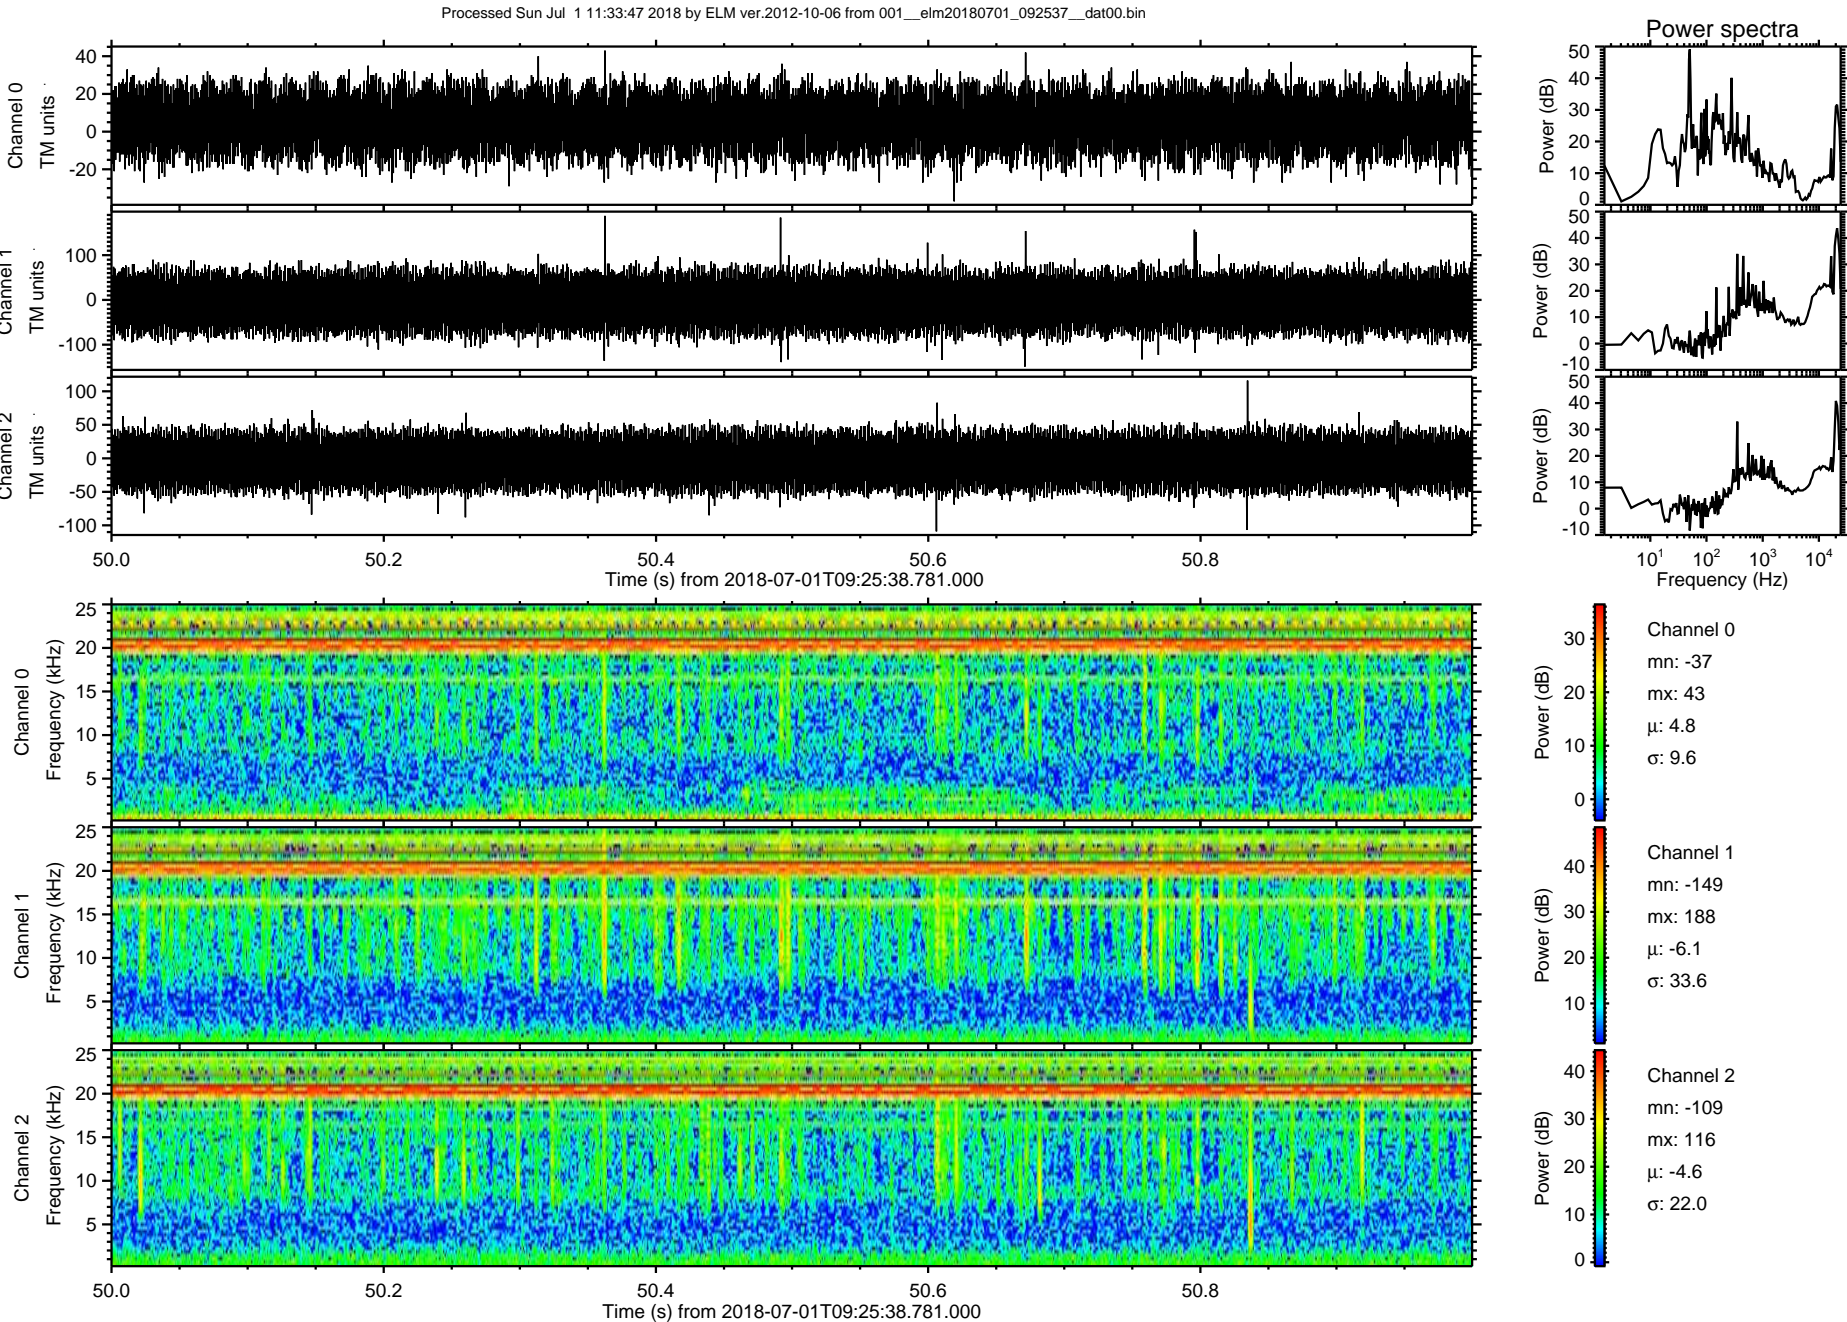 Processed Sun Jul  1 11:33:47 2018 by ELM ver.2012-10-06 from 001__elm20180701_092537__dat00.bin
Power spectra
Channel 0
TM units
40
20
0
-20
Power (dB)
50
40
30
20
10
0
Channel 1
TM units
100
0
-100
Power (dB)
50
40
30
20
10
0
-10
Channel 2
TM units
100
50
0
-50
-100
Power (dB)
50
40
30
20
10
0
-10
50.0 50.2 50.4 50.6 50.8
Time (s) from 2018-07-01T09:25:38.781.000
10^1 10^2 10^3 10^4
Frequency (Hz)
Channel 0
Frequency (kHz)
25
20
15
10
5
Power (dB)
30
20
10
0
Channel 0
mn: -37
mx: 43
μ: 4.8
σ: 9.6
Channel 1
Frequency (kHz)
25
20
15
10
5
Power (dB)
40
30
20
10
Channel 1
mn: -149
mx: 188
μ: -6.1
σ: 33.6
Channel 2
Frequency (kHz)
25
20
15
10
5
Power (dB)
40
30
20
10
0
Channel 2
mn: -109
mx: 116
μ: -4.6
σ: 22.0
50.0 50.2 50.4 50.6 50.8
Time (s) from 2018-07-01T09:25:38.781.000